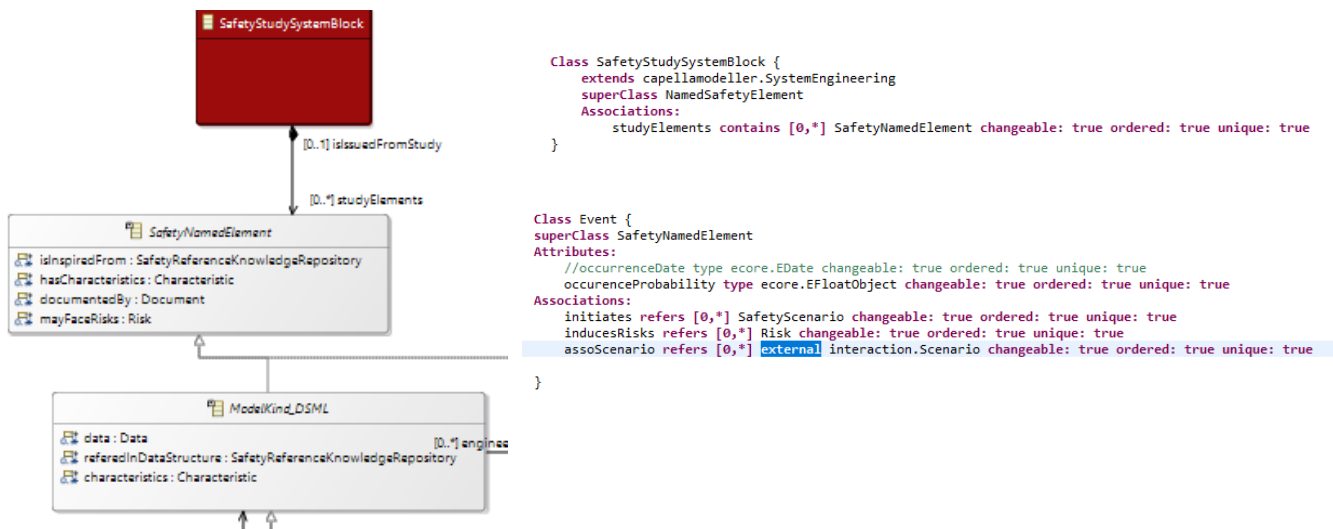 SafetyStudySystemBlock
[0..1] isIssuedFromStudy
[0..*] studyElements
SafetyNamedElement
isInspiredFrom : SafetyReferenceKnowledgeRepository
hasCharacteristics : Characteristic
documentedBy : Document
mayFaceRisks : Risk
ModelKind_DSML
data : Data
referedInDataStructure : SafetyReferenceKnowledgeRepository
characteristics : Characteristic
[0..*] enginee
Class SafetyStudySystemBlock {
extends capellamodeller.SystemEngineering
superClass NamedSafetyElement
Associations:
studyElements contains [0,*] SafetyNamedElement changeable: true ordered: true unique: true
}
Class Event {
superClass SafetyNamedElement
Attributes:
//occurrenceDate type ecore.EDate changeable: true ordered: true unique: true
occurenceProbability type ecore.EFloatObject changeable: true ordered: true unique: true
Associations:
initiates refers [0,*] SafetyScenario changeable: true ordered: true unique: true
inducesRisks refers [0,*] Risk changeable: true ordered: true unique: true
assoScenario refers [0,*] external interaction.Scenario changeable: true ordered: true unique: true
}